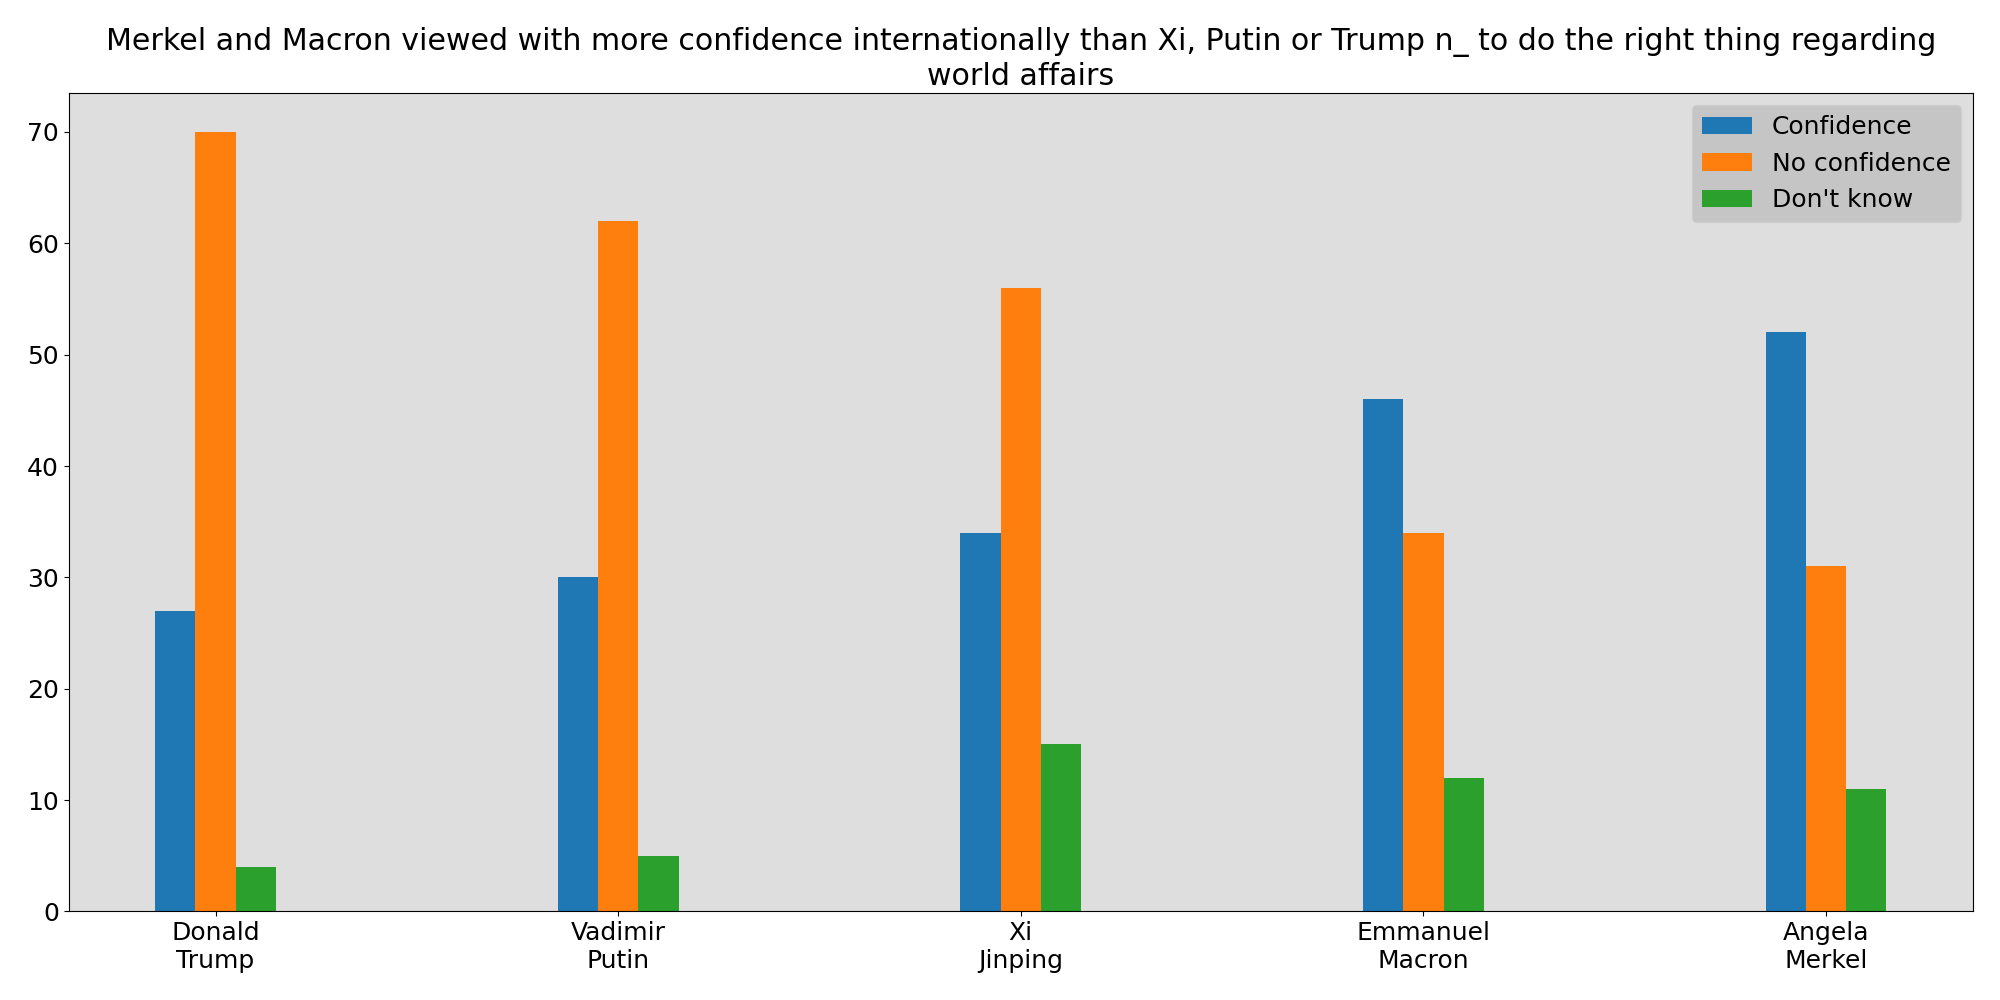 Merkel and Macron viewed with more confidence internationally than Xi, Putin or Trump n_ to do the right thing regarding
world affairs
70
60
50
40
30
20
10
0
Confidence
No confidence
Don't know
Donald
Trump
Vadimir
Putin
Xi
Jinping
Emmanuel
Macron
Angela
Merkel